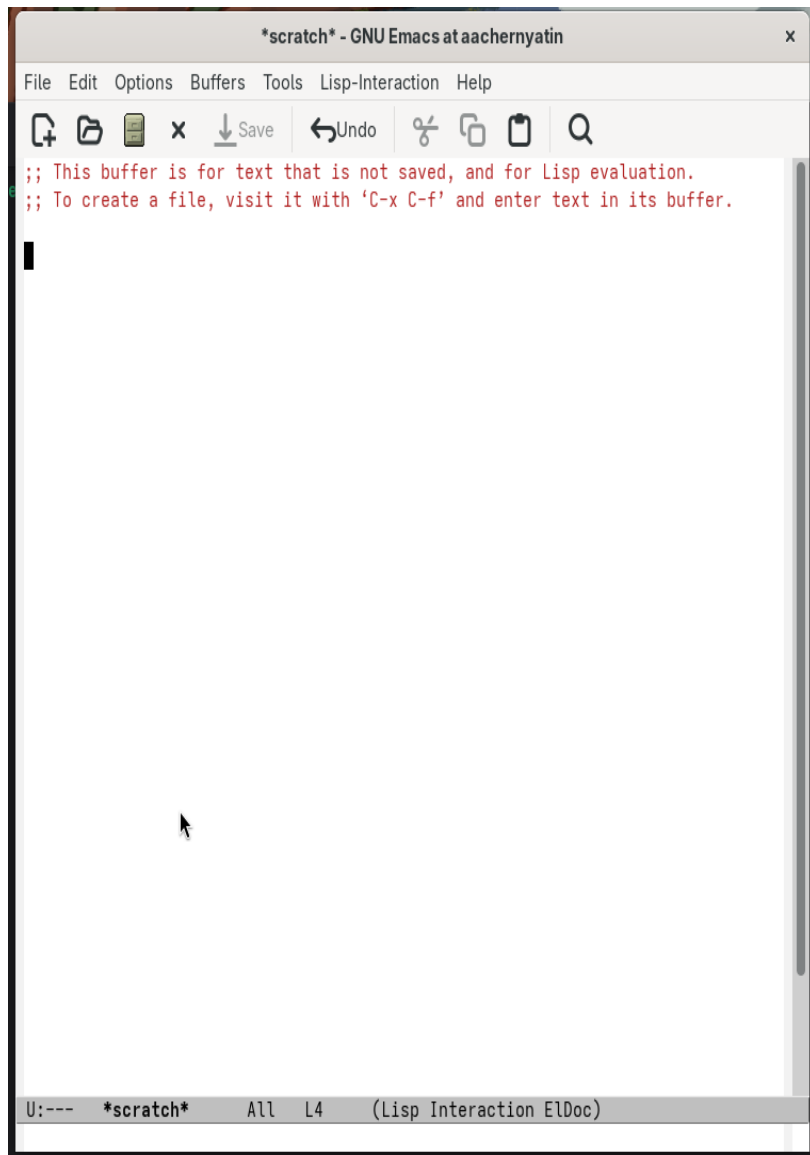 *scratch* - GNU Emacs at aachernyatin
File Edit Options Buffers Tools Lisp-Interaction Help
Save Undo
;; This buffer is for text that is not saved, and for Lisp evaluation.
;; To create a file, visit it with ‘C-x C-f’ and enter text in its buffer.
U:--- *scratch* All L4 (Lisp Interaction ElDoc)